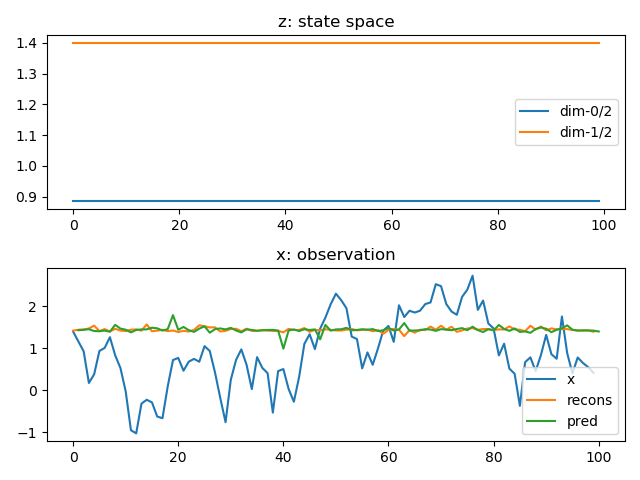 z: state space
1.4
1.3
1.2
1.1
1.0
0.9
dim-0/2
dim-1/2
0 20 40 60 80 100
x: observation
2
1
0
−1
x
recons
pred
0 20 40 60 80 100